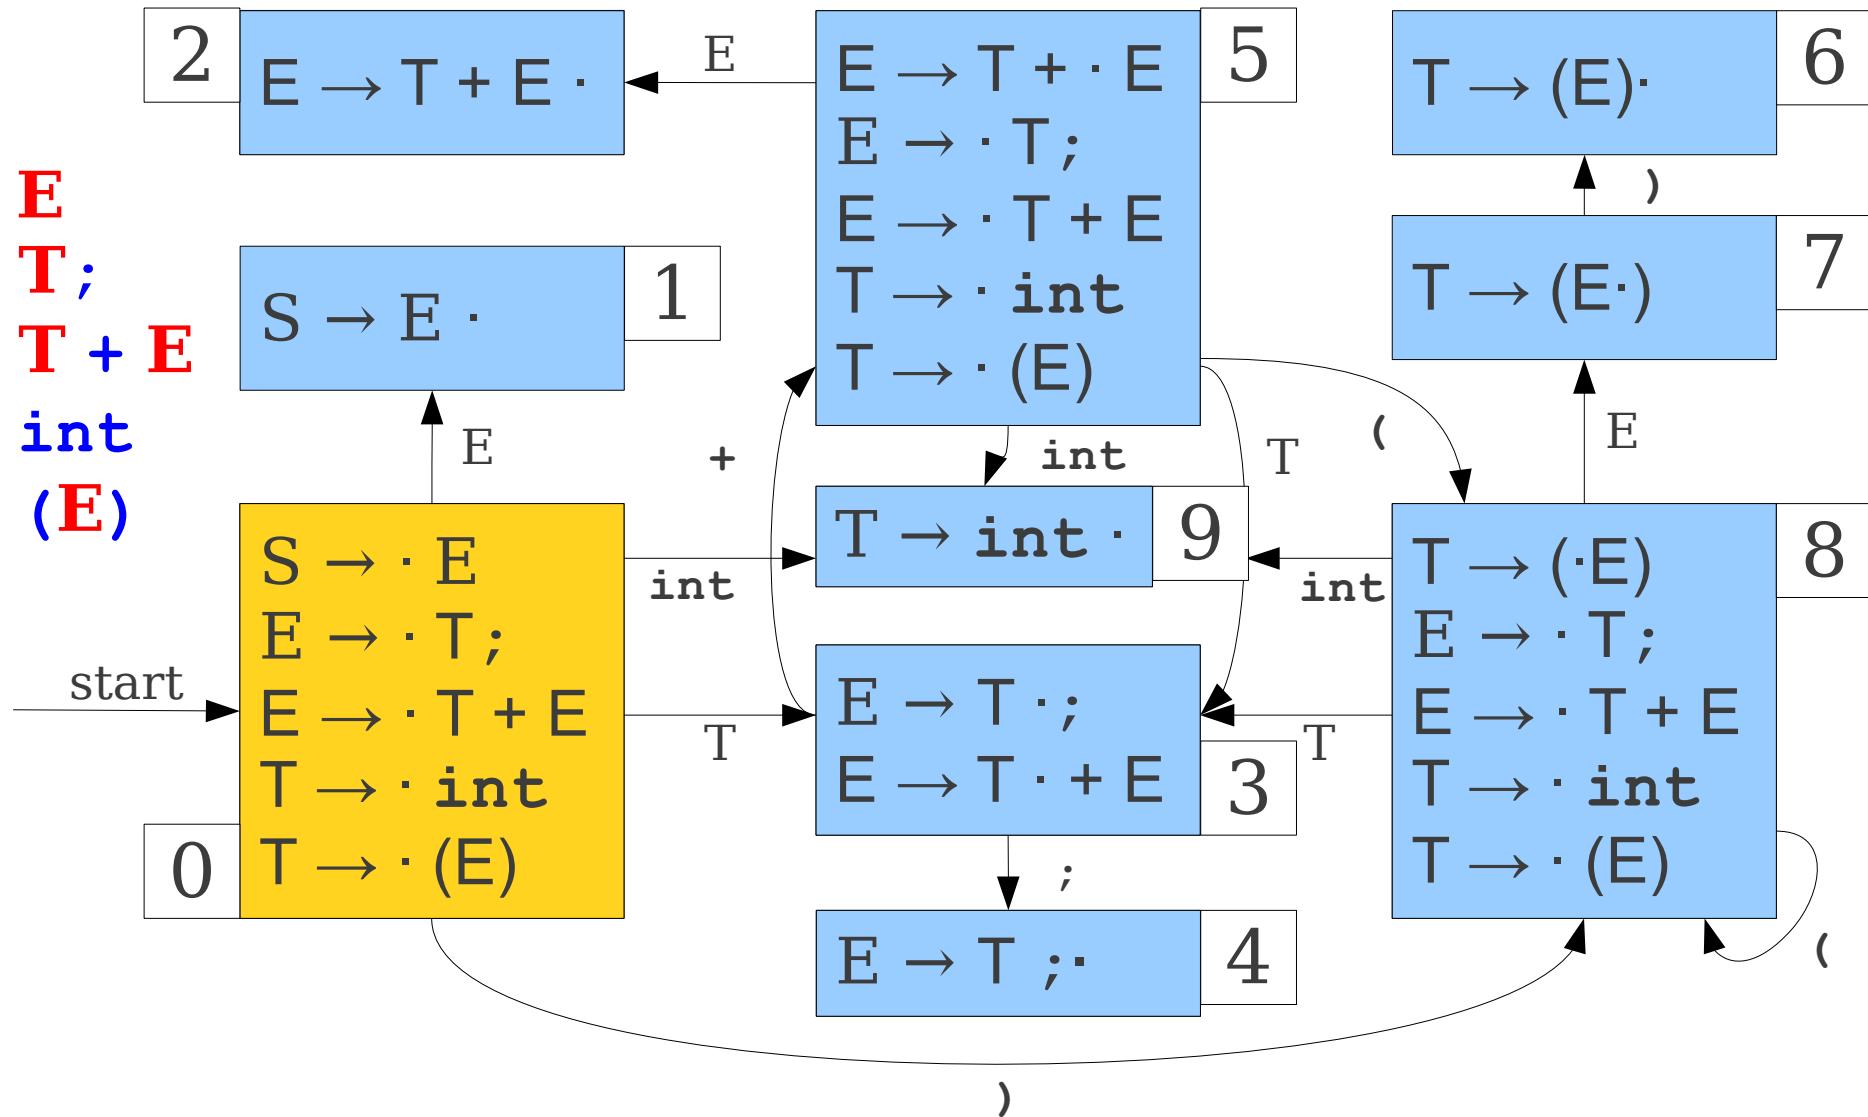 E
T ;
T + E
int
(E)
2
E → T + E ·
E
5
E → T + · E
E → · T ;
E → · T + E
T → · int
T → · (E)
6
T → (E)·
)
7
T → (E·)
1
S → E ·
E
+
int
T
(
E
start
0
S → · E
E → · T ;
E → · T + E
T → · int
T → · (E)
int
T
9
T → int ·
int
T
3
E → T · ;
E → T · + E
;
4
E → T ; ·
8
T → (·E)
E → · T ;
E → · T + E
T → · int
T → · (E)
(
)